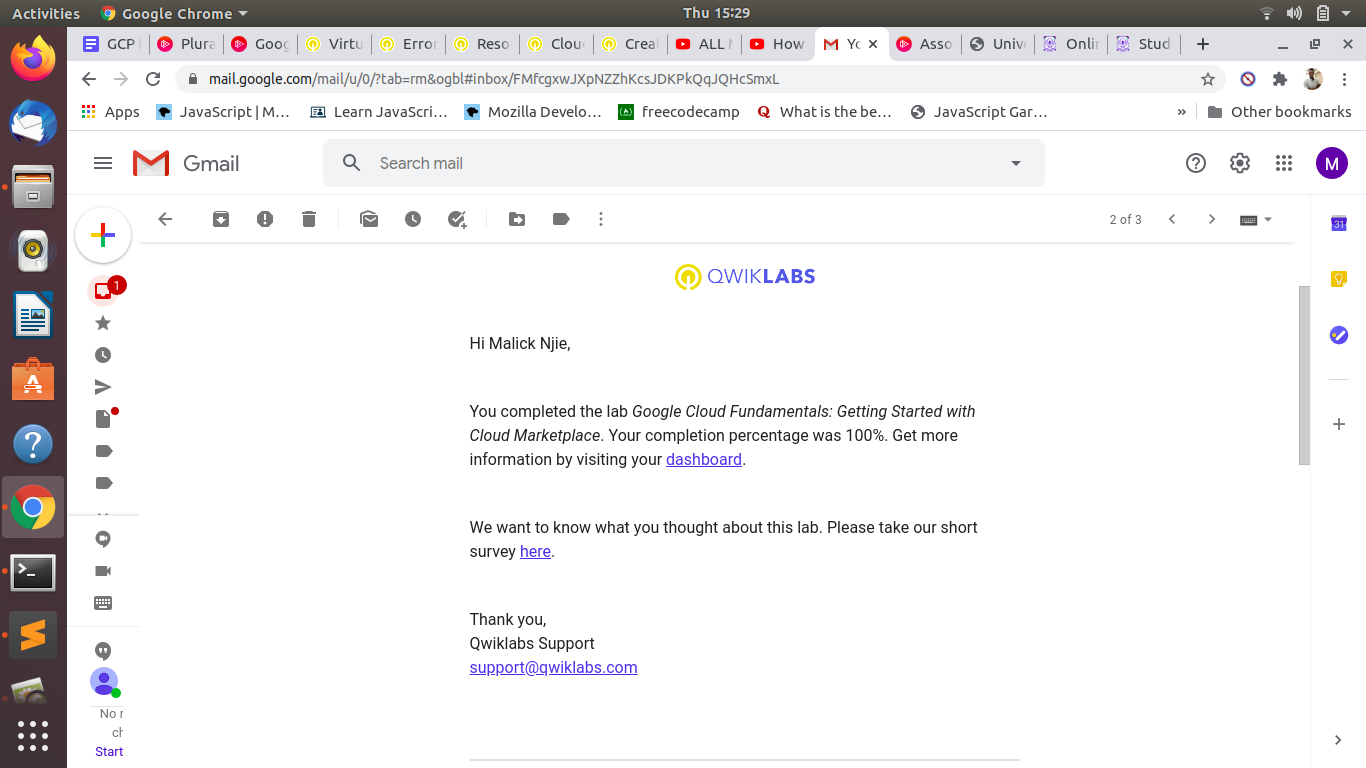 Activities Google Chrome Thu 15:29
GCP Plura Goog Virtu Error Reso Clou Crea ALL How Yo Asso Univ Onlin Stud
mail.google.com/mail/u/0/?tab=rm&ogbl#inbox/FMfcgxwJXpNZZhKcsJDKPkQqJQHcSmxL
Apps JavaScript | M... Learn JavaScri... Mozilla Develo... freecodecamp What is the be... JavaScript Gar... » Other bookmarks
Gmail Search mail M
2 of 3
31
1
QWIKLABS
Hi Malick Njie,
You completed the lab Google Cloud Fundamentals: Getting Started with
Cloud Marketplace. Your completion percentage was 100%. Get more
information by visiting your dashboard.
We want to know what you thought about this lab. Please take our short
survey here.
Thank you,
Qwiklabs Support
support@qwiklabs.com
No r
ch
Start